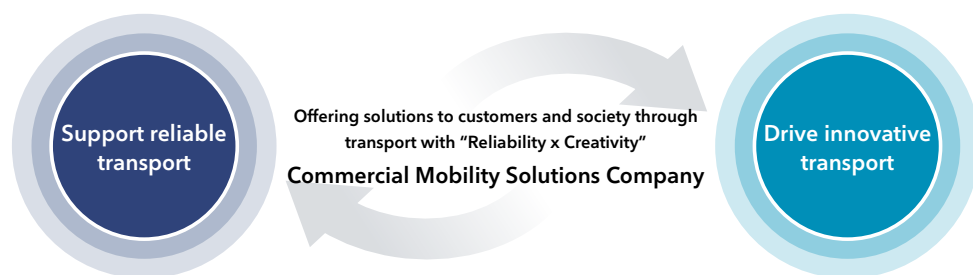 Support reliable
transport
Offering solutions to customers and society through
transport with “Reliability x Creativity”
Commercial Mobility Solutions Company
Drive innovative
transport